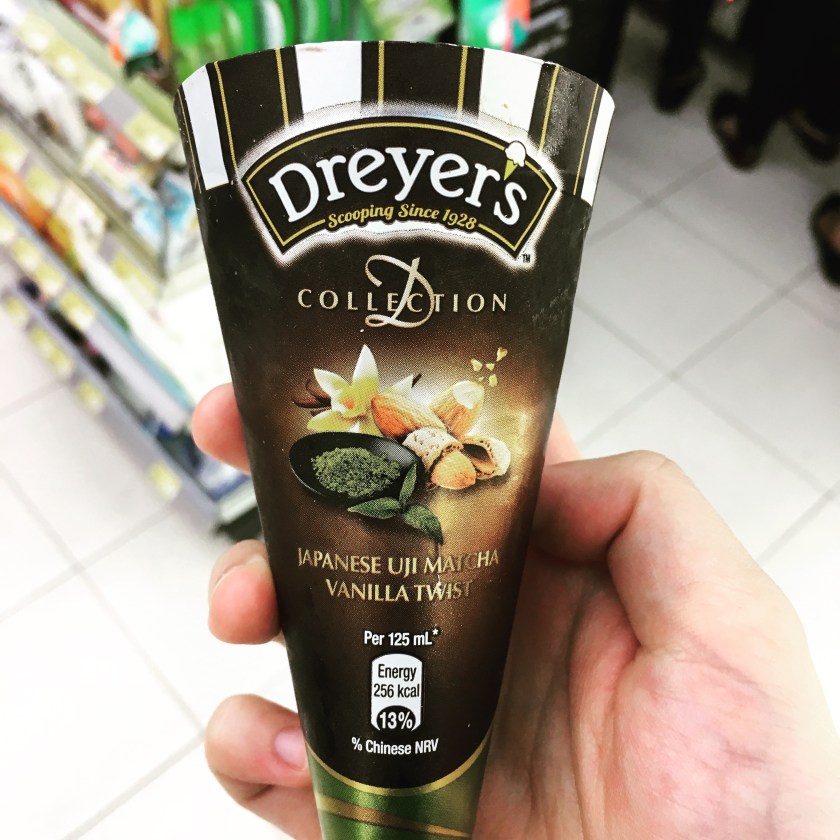 Dreyer's
Scooping Since 1928
TM
D
COLLECTION
JAPANESE UJI MATCHA
VANILLA TWIST
Per 125 mL*
Energy
256 kcal
13%
% Chinese NRV